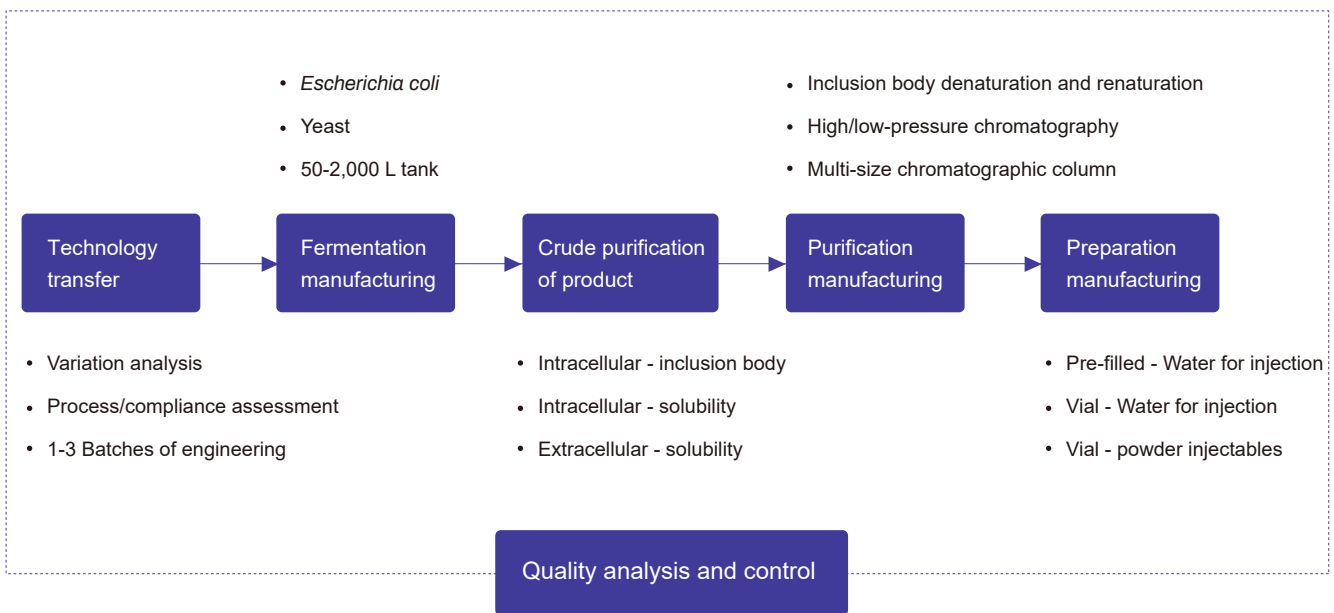 • Escherichia coli
• Yeast
• 50-2,000 L tank
• Inclusion body denaturation and renaturation
• High/low-pressure chromatography
• Multi-size chromatographic column
Technology
transfer
Fermentation
manufacturing
Crude purification
of product
Purification
manufacturing
Preparation
manufacturing
• Variation analysis
• Process/compliance assessment
• 1-3 Batches of engineering
• Intracellular - inclusion body
• Intracellular - solubility
• Extracellular - solubility
• Pre-filled - Water for injection
• Vial - Water for injection
• Vial - powder injectables
Quality analysis and control